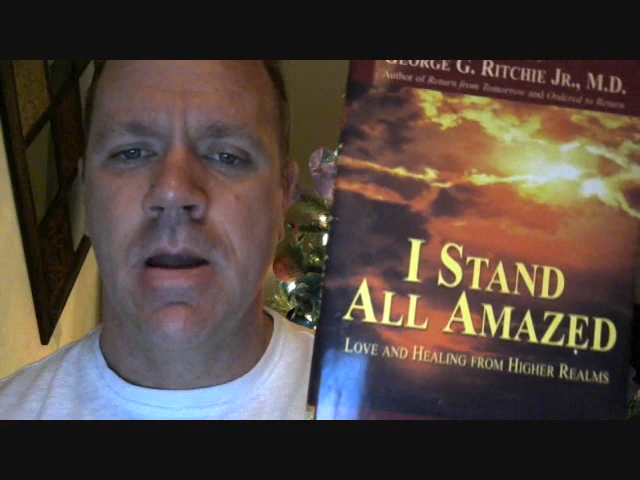 GEORGE G. RITCHIE JR., M.D.
Author of Return from Tomorrow and Ordered to Return
I STAND
ALL AMAZED
LOVE AND HEALING FROM HIGHER REALMS